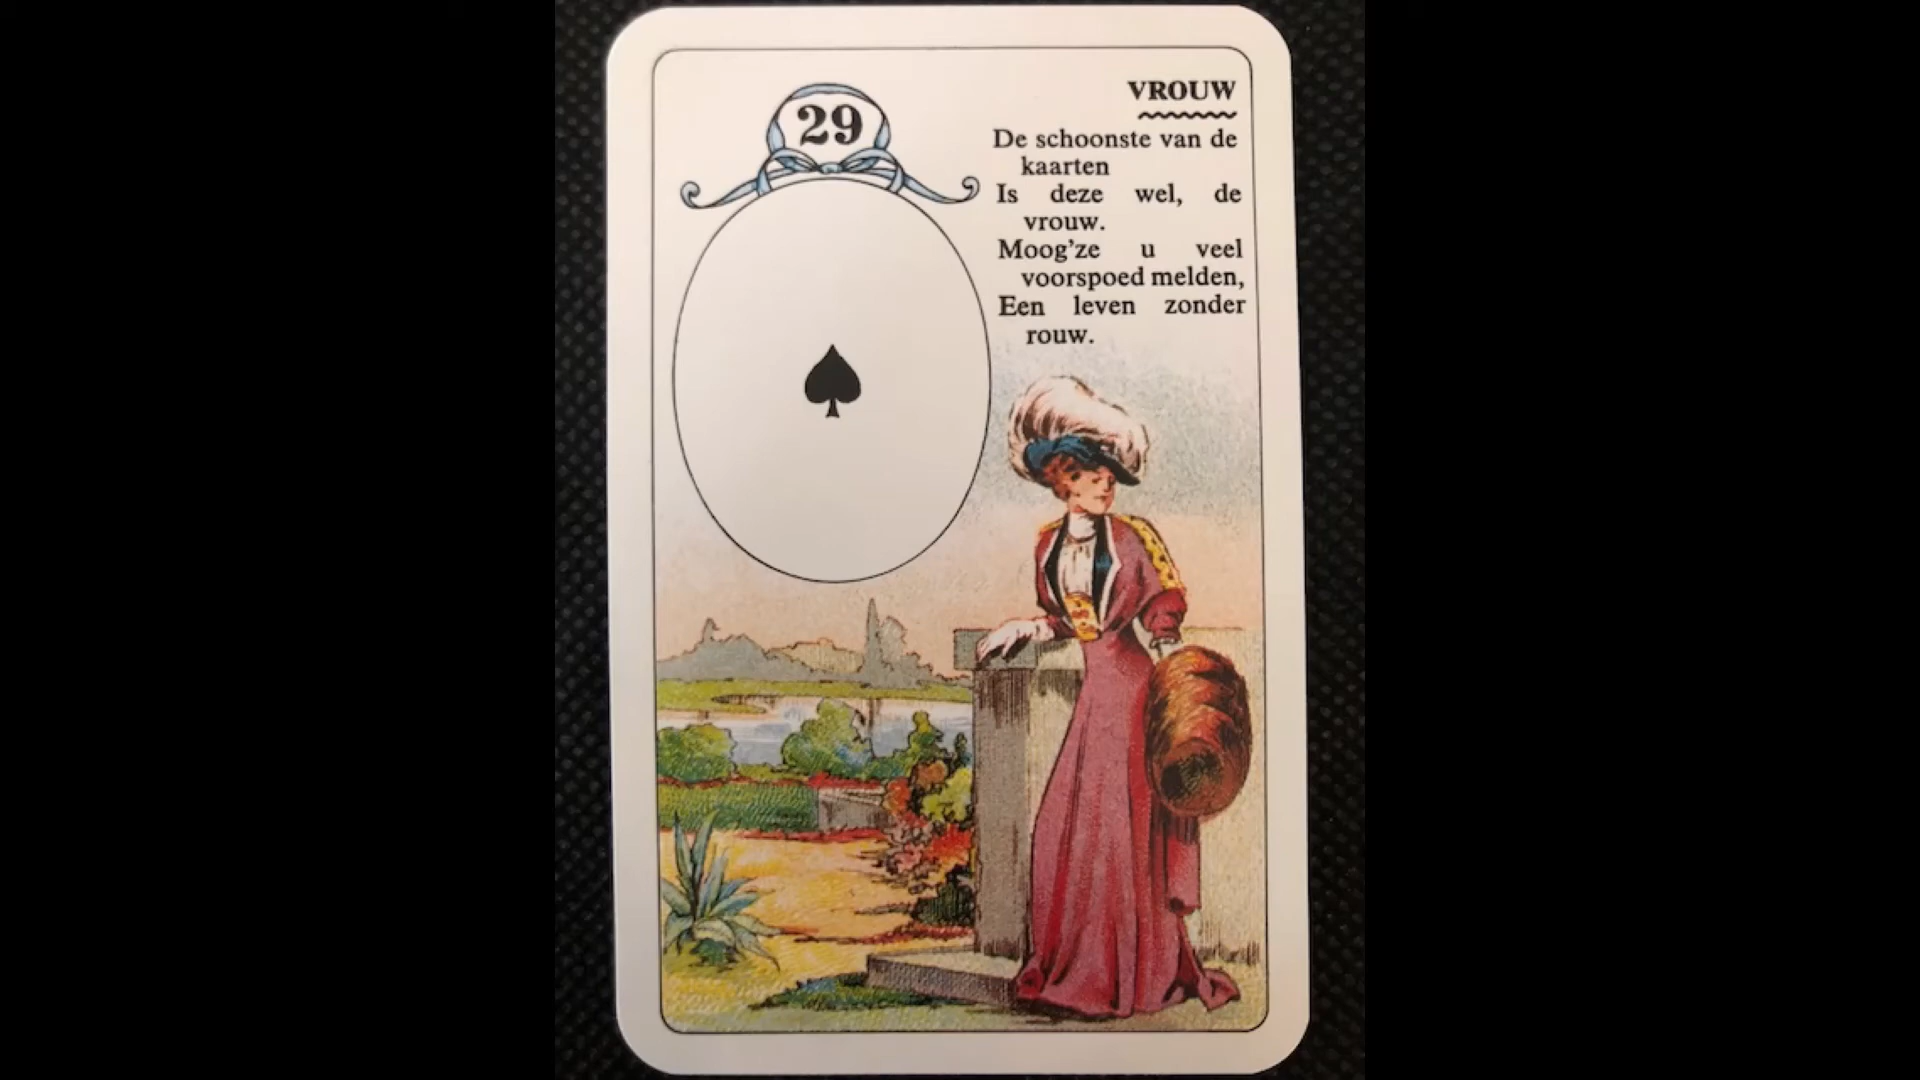 29
VROUW
De schoonste van de
kaarten
Is deze wel, de
vrouw.
Moog'ze u veel
voorspoed melden,
Een leven zonder
rouw.